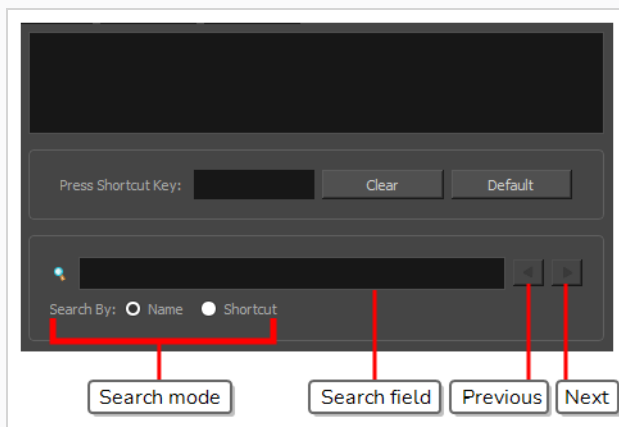 Press Shortcut Key: Clear Default
Search By: Name Shortcut
Search mode Search field Previous Next